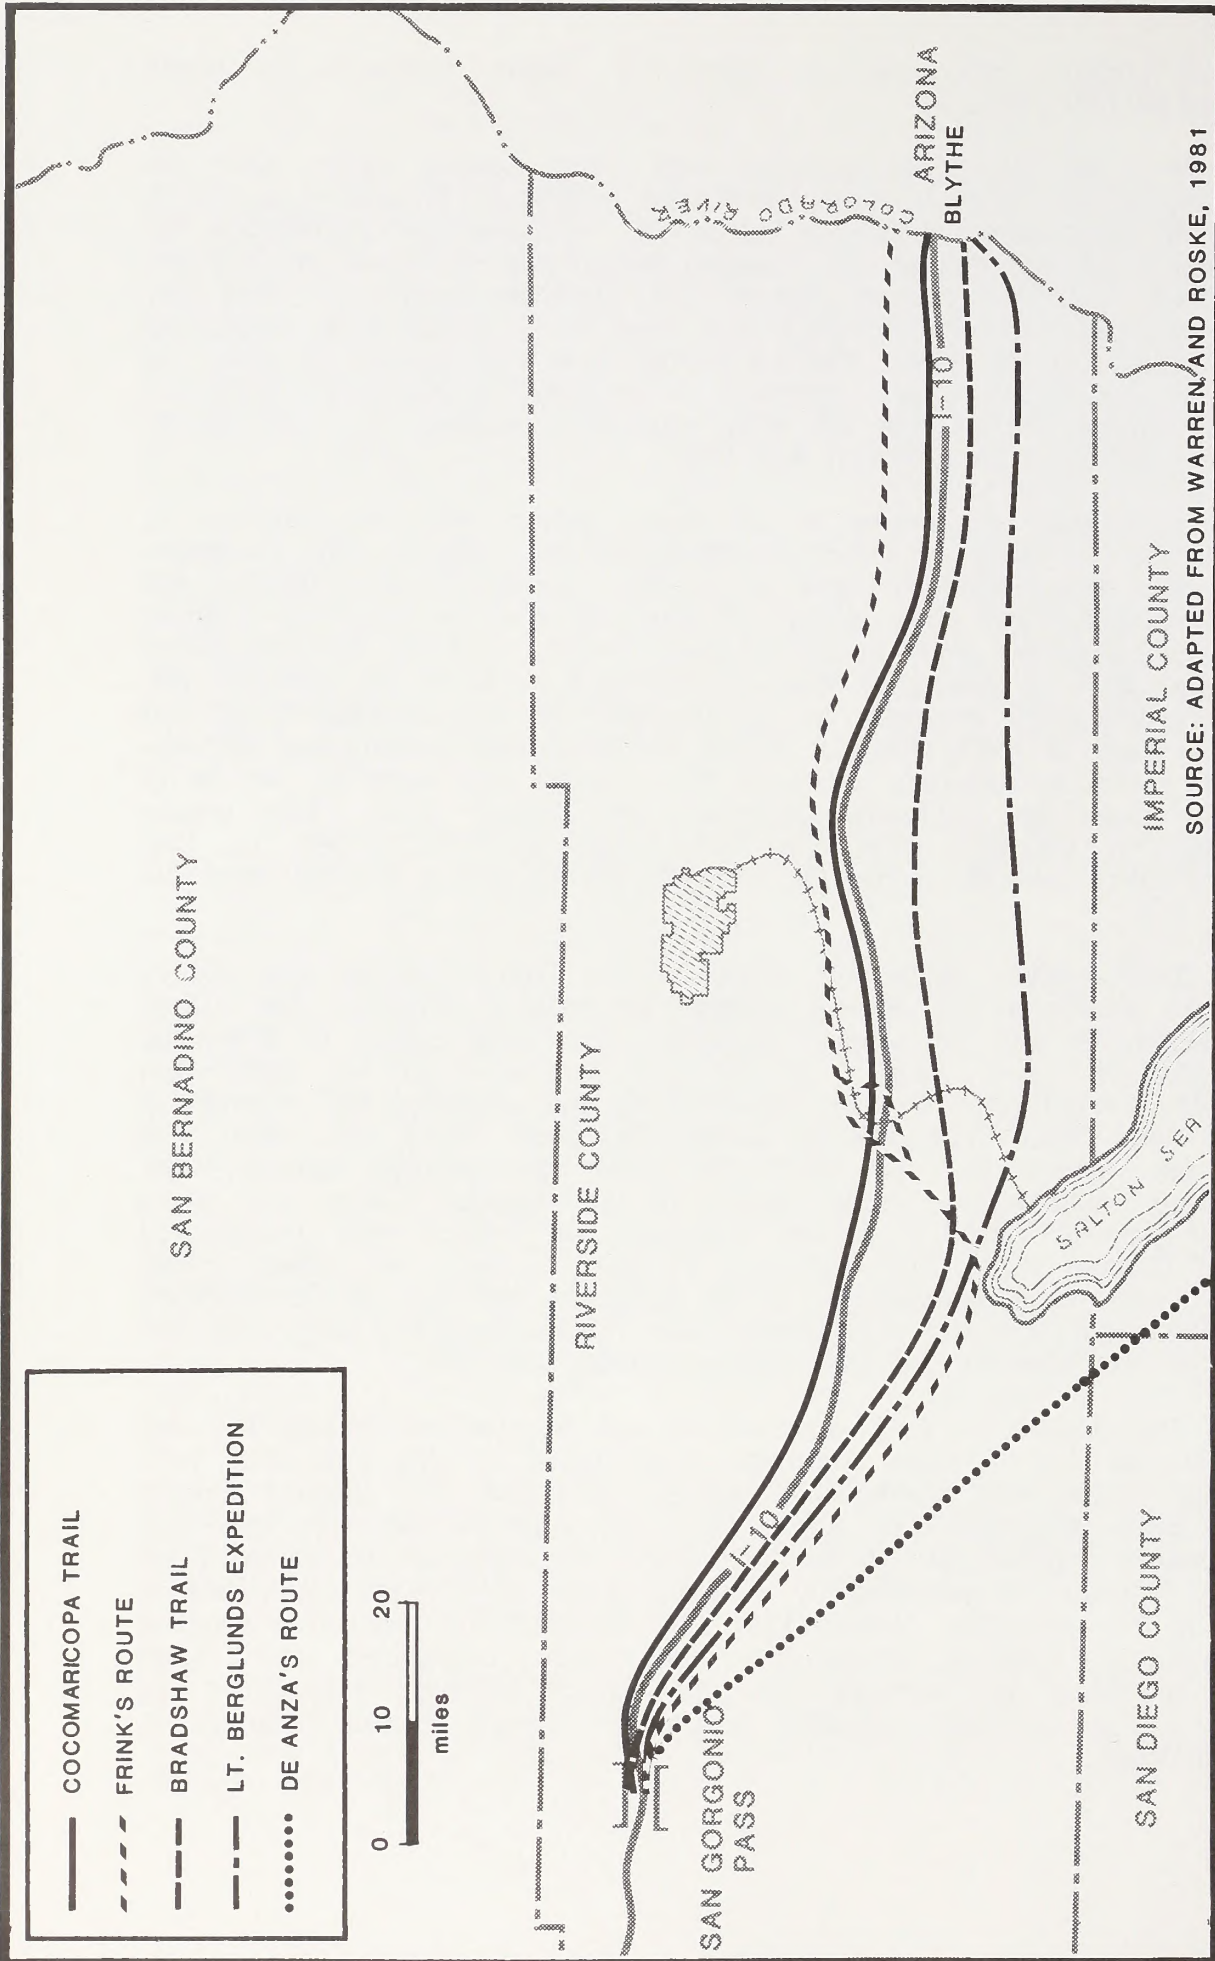 COCOMARICOPA TRAIL
FRINK'S ROUTE
BRADSHAW TRAIL
LT. BERGLUNDS EXPEDITION
DE ANZA'S ROUTE
0 10 20
miles
SAN BERNADINO COUNTY
RIVERSIDE COUNTY
COLORADO RIVER
ARIZONA
BLYTHE
I-10
I-10
SAN GORGONIO
PASS
SALTON SEA
SAN DIEGO COUNTY
IMPERIAL COUNTY
SOURCE: ADAPTED FROM WARREN AND ROSKE, 1981